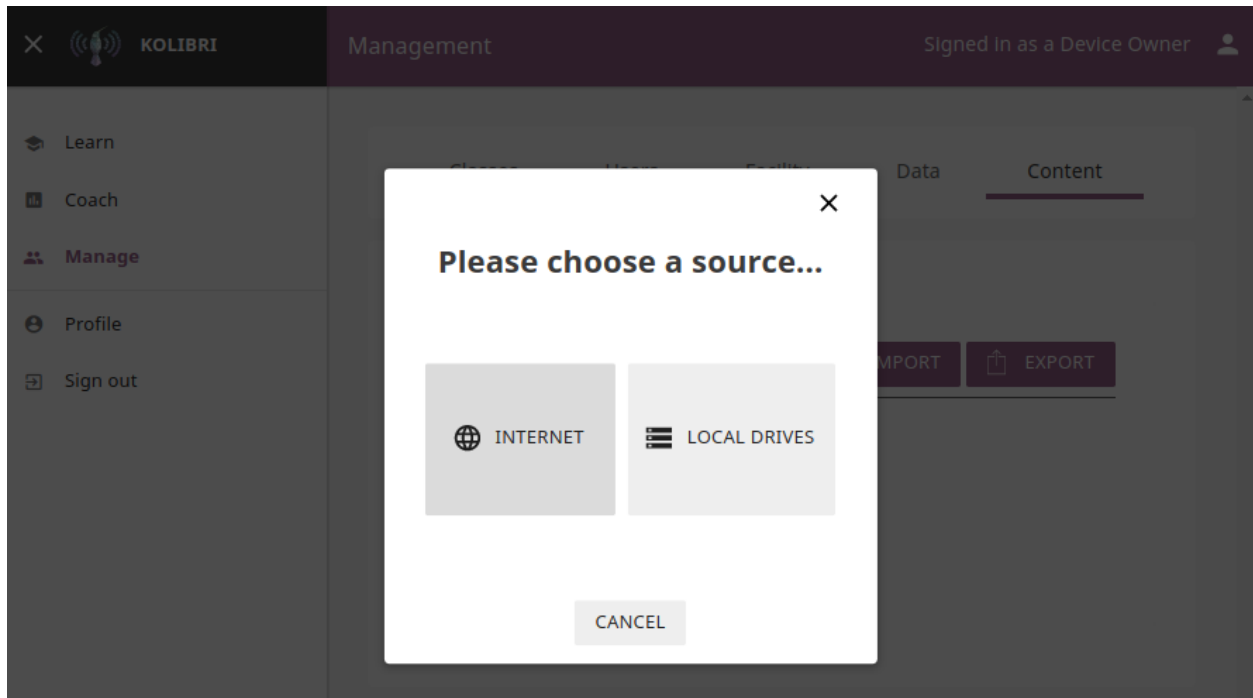 KOLIBRI
Management
Signed in as a Device Owner
Learn
Coach
Manage
Profile
Sign out
Data
Content
Please choose a source...
EXPORT
INTERNET
LOCAL DRIVES
CANCEL